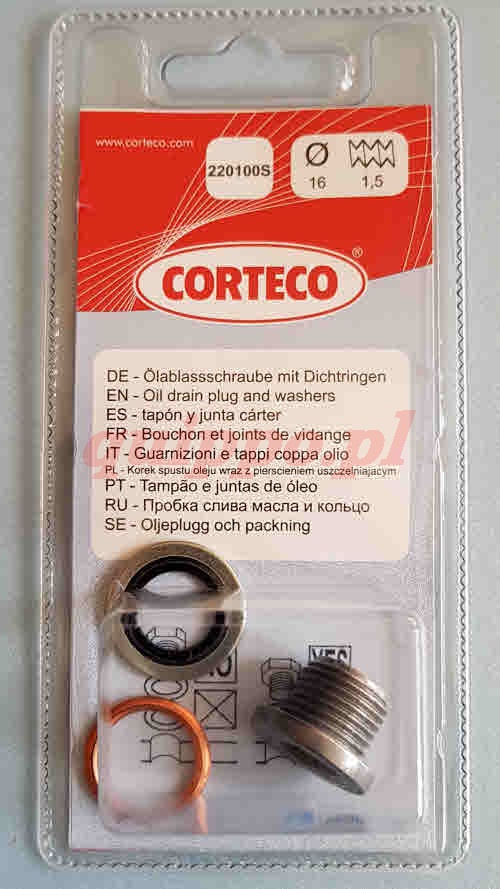 www.corteco.com
220100S
Ø
16
1,5
CORTECO®
DE - Ölablassschraube mit Dichtringen
EN - Oil drain plug and washers
ES - tapón y junta cárter
FR - Bouchon et joints de vidange
IT - Guarnizioni e tappi coppa olio
PL - Korek spustu oleju wraz z pierscieniem uszczelniajacym
PT - Tampão e juntas de óleo
RU - Пробка слива масла и кольцо
SE - Oljeplugg och packning
YES